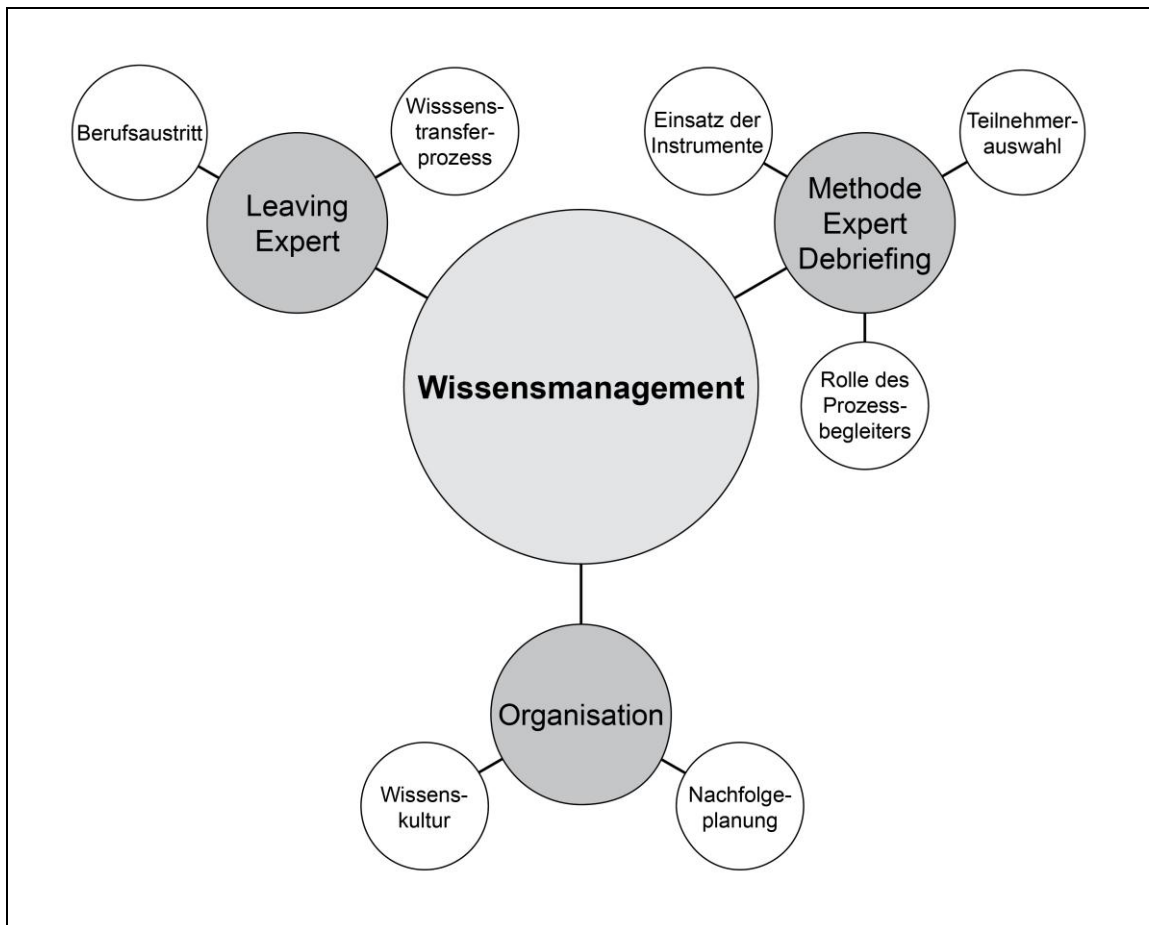 Berufsaustritt
Wisssens-
transfer-
prozess
Leaving
Expert
Einsatz der
Instrumente
Teilnehmer-
auswahl
Methode
Expert
Debriefing
Rolle des
Prozess-
begleiters
Wissensmanagement
Organisation
Wissens-
kultur
Nachfolge-
planung